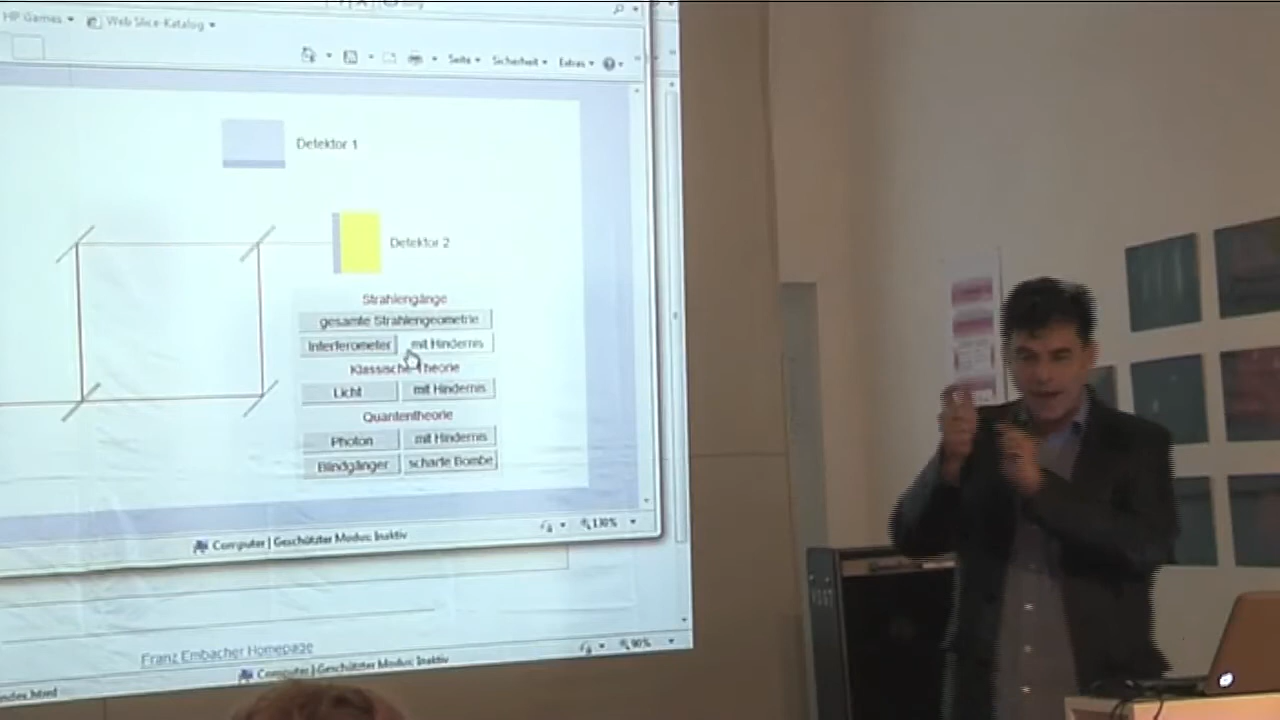 HP Games
Web Slice-Katalog
Seite
Sicherheit
Extras
Detektor 1
Detektor 2
Strahlengänge
gesamte Strahlengeometrie
Interferometer
mit Hindernis
Klassische Theorie
Licht
mit Hindernis
Quantentheorie
Photon
mit Hindernis
Blindgänger
scharfe Bombe
130%
Computer | Geschützter Modus: Inaktiv
Franz Embacher Homepage
90%
Computer | Geschützter Modus: Inaktiv
index.html